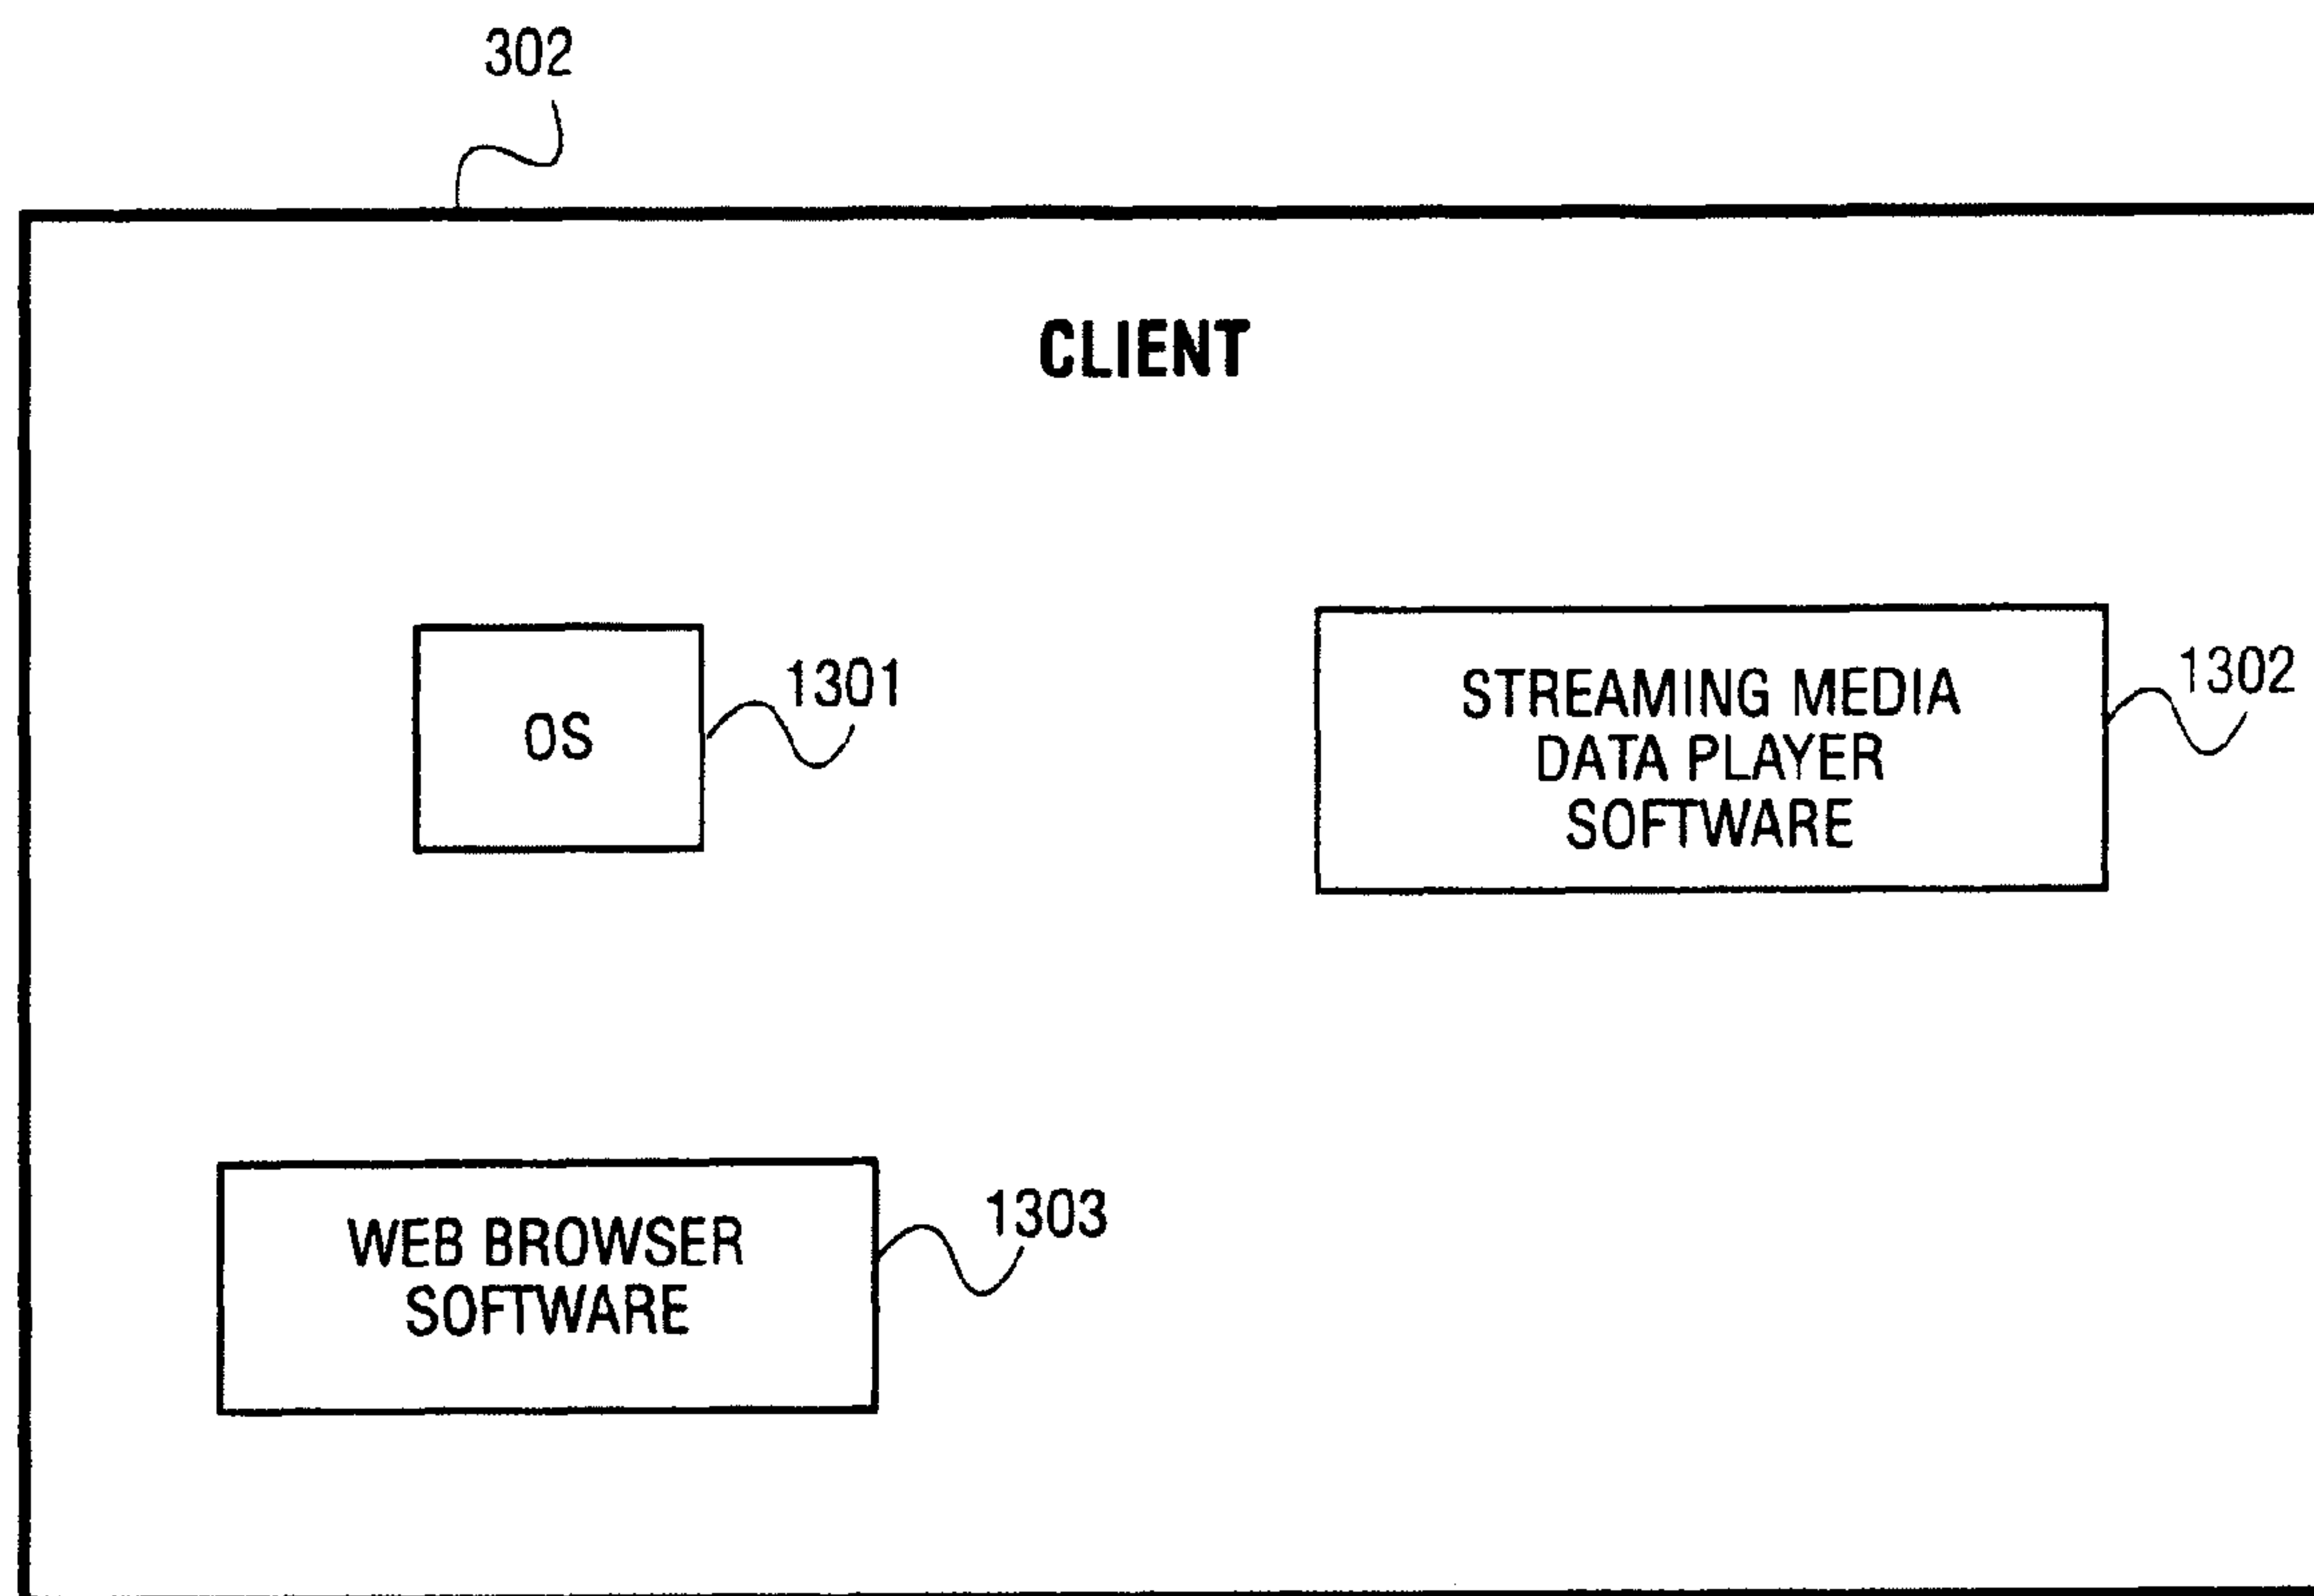 302
CLIENT
OS
1301
STREAMING MEDIA
DATA PLAYER
SOFTWARE
1302
WEB BROWSER
SOFTWARE
1303